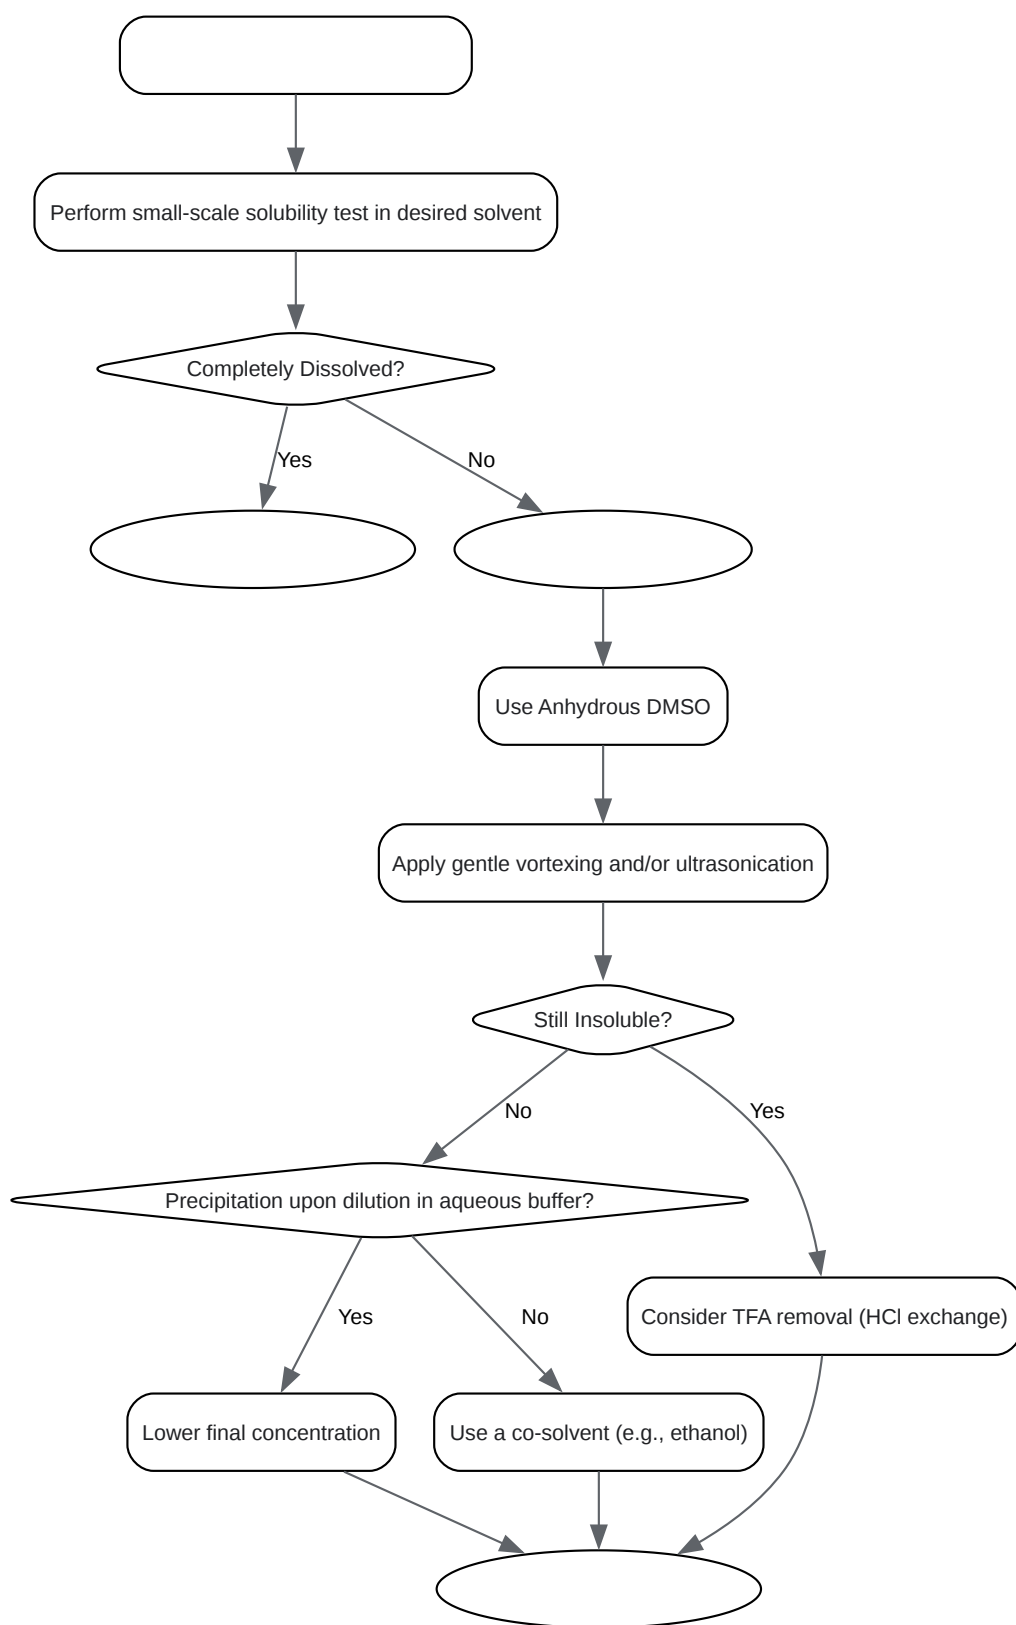 Perform small-scale solubility test in desired solvent
Completely Dissolved?
Yes
No
Use Anhydrous DMSO
Apply gentle vortexing and/or ultrasonication
Still Insoluble?
No
Yes
Precipitation upon dilution in aqueous buffer?
Yes
No
Consider TFA removal (HCl exchange)
Lower final concentration
Use a co-solvent (e.g., ethanol)